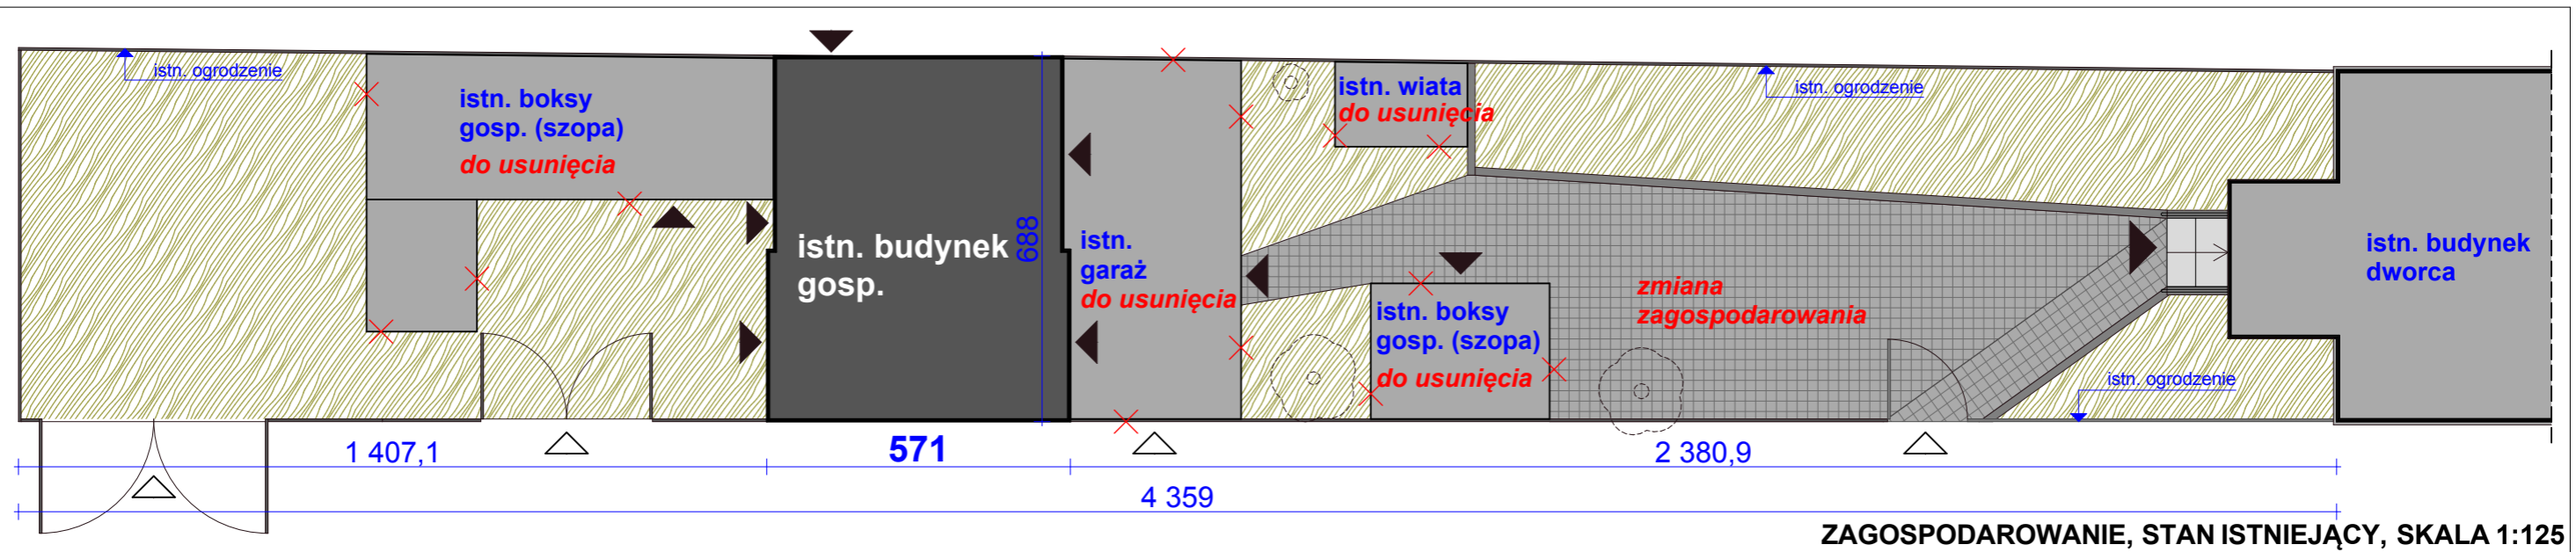 istn. ogrodzenie
istn. boksy
gosp. (szopa)
do usunięcia
istn. budynek
gosp.
688
istn.
garaż
do usunięcia
istn. wiata
do usunięcia
istn. ogrodzenie
istn. boksy
gosp. (szopa)
do usunięcia
zmiana
zagospodarowania
istn. budynek
dworca
istn. ogrodzenie
1 407,1
571
2 380,9
4 359
ZAGOSPODAROWANIE, STAN ISTNIEJĄCY, SKALA 1:125